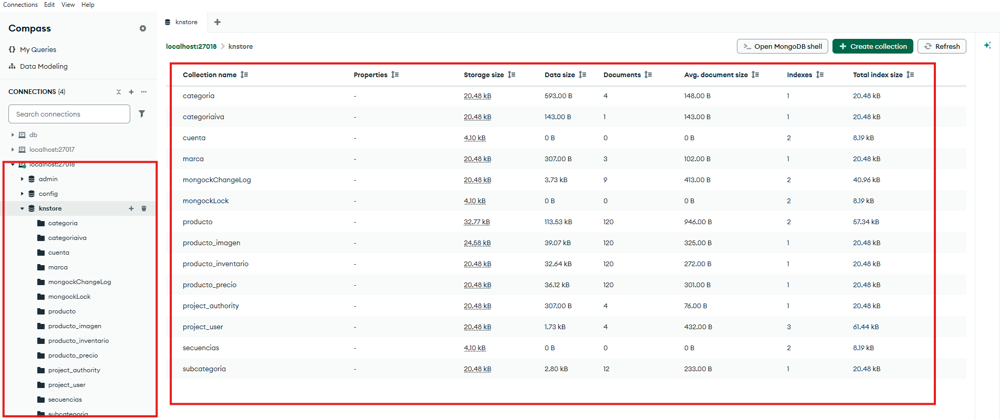 Connections Edit View Help
Compass
My Queries
Data Modeling
CONNECTIONS (4)
Search connections
db
localhost:27017
localhost:27018
admin
config
knstore
categoria
categoriaiva
cuenta
marca
mongockChangeLog
mongockLock
producto
producto_imagen
producto_inventario
producto_precio
project_authority
project_user
secuencias
subcategoria
knstore
localhost:27018 > knstore
>_ Open MongoDB shell + Create collection Refresh
Collection name Properties Storage size Data size Documents Avg. document size Indexes Total index size
categoria - 20.48 kB 593.00 B 4 148.00 B 1 20.48 kB
categoriaiva - 20.48 kB 143.00 B 1 143.00 B 1 20.48 kB
cuenta - 4.10 kB 0 B 0 0 B 2 8.19 kB
marca - 20.48 kB 307.00 B 3 102.00 B 1 20.48 kB
mongockChangeLog - 20.48 kB 3.73 kB 9 413.00 B 2 40.96 kB
mongockLock - 4.10 kB 0 B 0 0 B 2 8.19 kB
producto - 32.77 kB 113.53 kB 120 946.00 B 2 57.34 kB
producto_imagen - 24.58 kB 39.07 kB 120 325.00 B 1 20.48 kB
producto_inventario - 20.48 kB 32.64 kB 120 272.00 B 1 20.48 kB
producto_precio - 20.48 kB 36.12 kB 120 301.00 B 1 20.48 kB
project_authority - 20.48 kB 307.00 B 4 76.00 B 1 20.48 kB
project_user - 20.48 kB 1.73 kB 4 432.00 B 3 61.44 kB
secuencias - 4.10 kB 0 B 0 0 B 2 8.19 kB
subcategoria - 20.48 kB 2.80 kB 12 233.00 B 1 20.48 kB